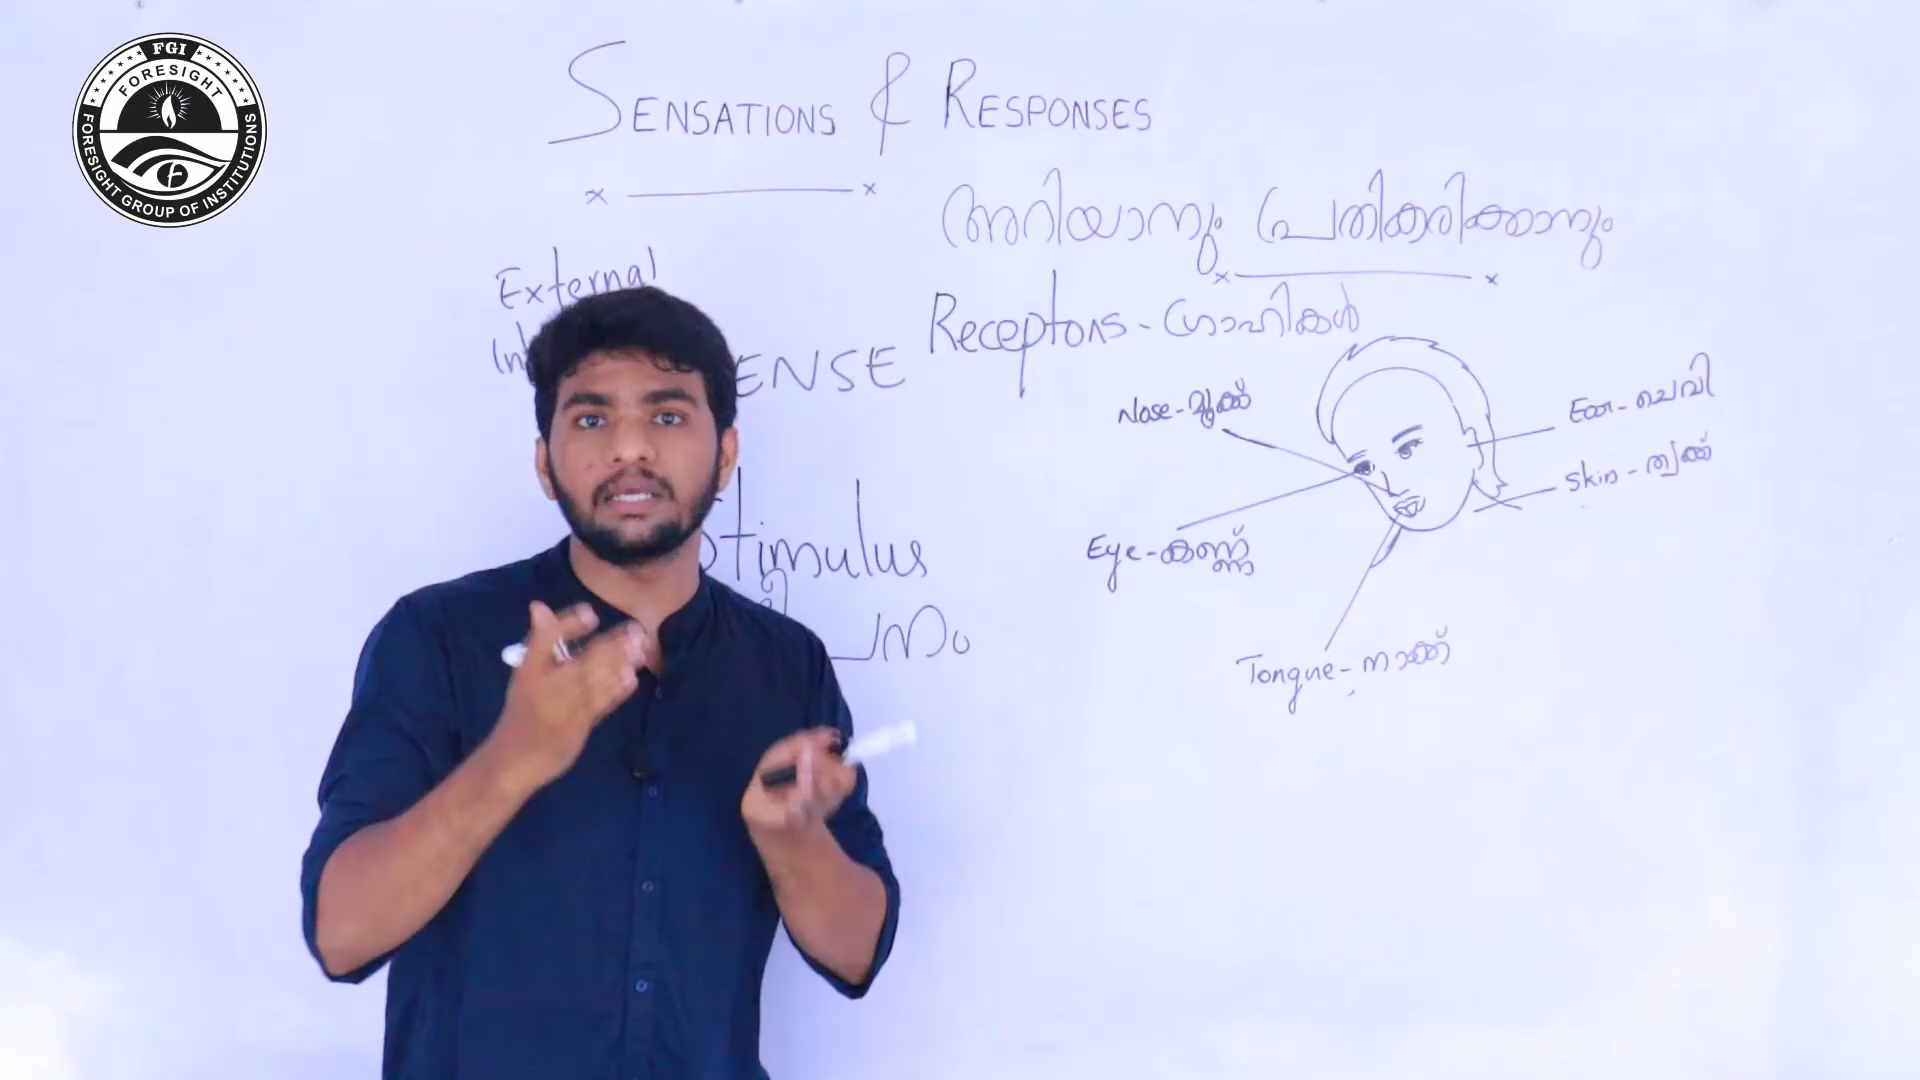 FGI
FORESIGHT
FORESIGHT GROUP OF INSTITUTIONS
SENSATIONS & RESPONSES
അറിയാനും പ്രതികരിക്കാനും
External
Receptors - ഗ്രാഹികൾ
Nose - മൂക്ക്
Ear - ചെവി
Skin - ത്വക്ക്
Eye - കണ്ണ്
Stimulus
Tongue - നാക്ക്